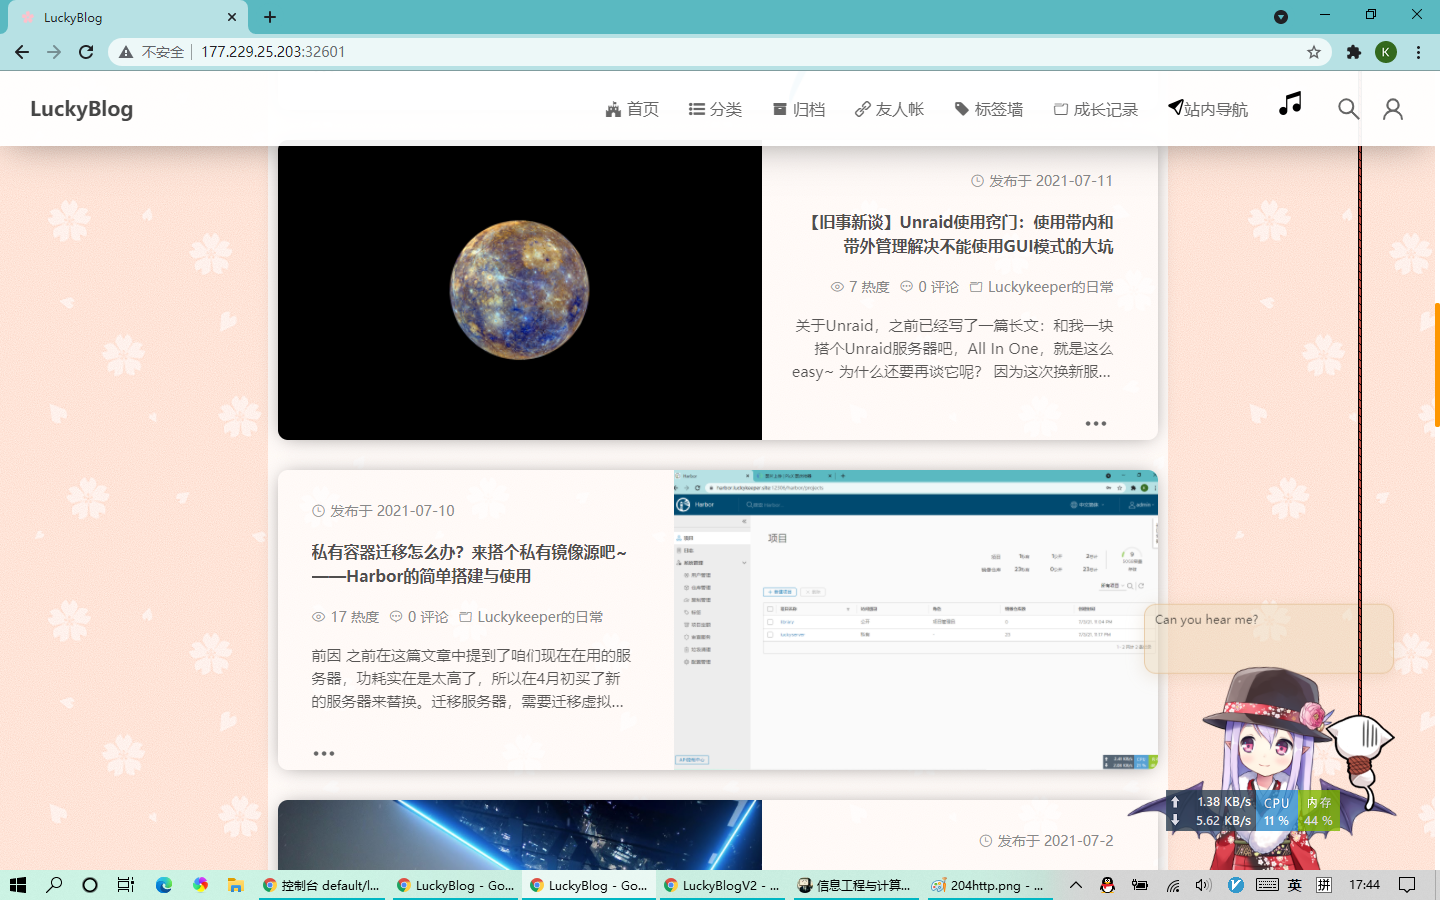 LuckyBlog
不安全 177.229.25.203:32601
K
LuckyBlog
首页 分类 归档 友人帐 标签墙 成长记录 站内导航
发布于 2021-07-11
【旧事新谈】Unraid使用窍门：使用带内和
带外管理解决不能使用GUI模式的大坑
7 热度 0 评论 Luckykeeper的日常
关于Unraid，之前已经写了一篇长文：和我一块
搭个Unraid服务器吧，All In One，就是这么
easy~ 为什么还要再谈它呢？ 因为这次换新服...
发布于 2021-07-10
私有容器迁移怎么办？来搭个私有镜像源吧~
——Harbor的简单搭建与使用
17 热度 0 评论 Luckykeeper的日常
前因 之前在这篇文章中提到了咱们现在在用的服
务器，功耗实在是太高了，所以在4月初买了新
的服务器来替换。迁移服务器，需要迁移虚拟...
Harbor
Harbor
项目
Can you hear me?
发布于 2021-07-2
1.38 KB/s CPU 内存
5.62 KB/s 11 % 44 %
控制台 default/l...
LuckyBlog - Go...
LuckyBlog - Go...
LuckyBlogV2 - ...
信息工程与计算...
204http.png - ...
英 拼 17:44